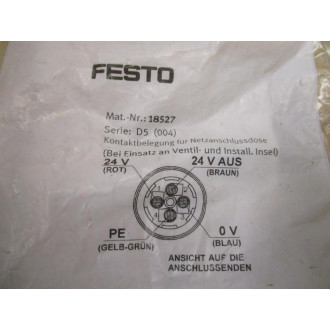 FESTO
Mat.-Nr.: 18527
Serie: D5 (004)
Kontaktbelegung für Netzanschlussdose
(Bei Einsatz an Ventil- und Install. Insel)
24 V 24 V AUS
(ROT) (BRAUN)
PE 0 V
(GELB-GRÜN) (BLAU)
ANSICHT AUF DIE
ANSCHLUSSENDEN